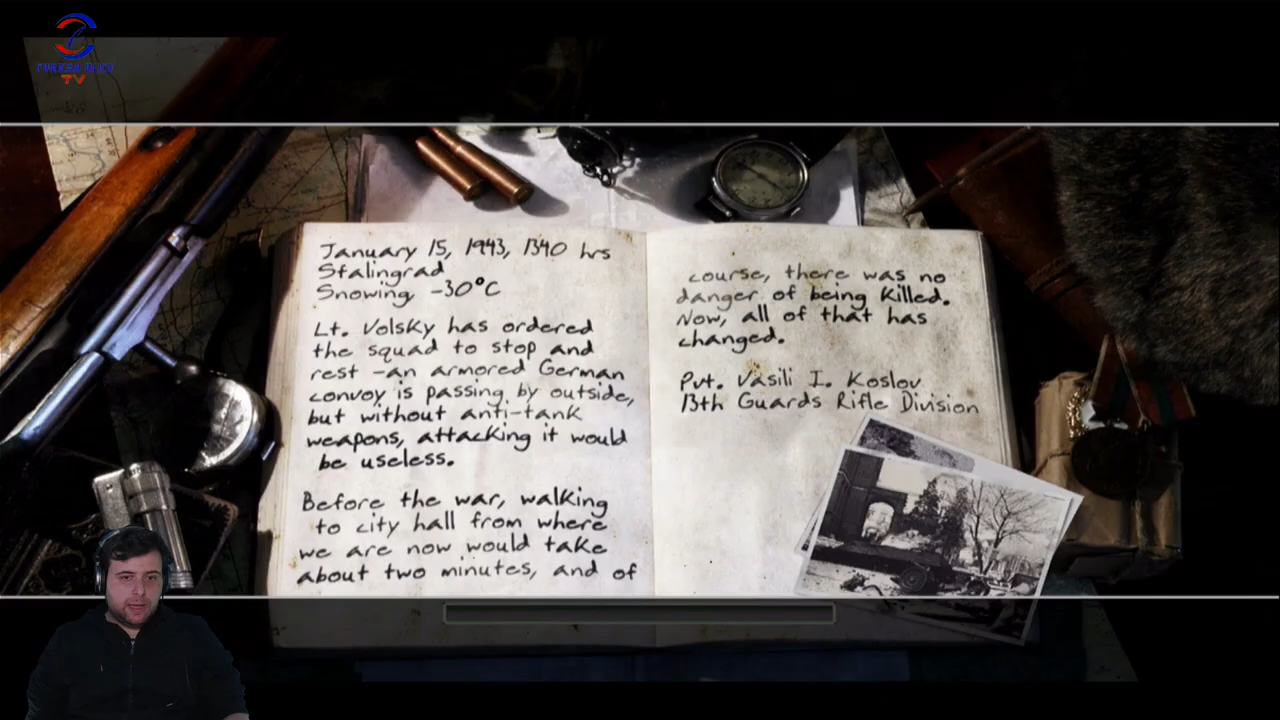 TV
January 15, 1943, 1340 hrs
Stalingrad
Snowing, -30°C
Lt. Volsky has ordered
the squad to stop and
rest -an armored German
convoy is passing by outside,
but without anti-tank
weapons, attacking it would
be useless.
Before the war, walking
to city hall from where
we are now would take
about two minutes, and of
course, there was no
danger of being killed.
Now, all of that has
changed.
Pvt. Vasili I. Koslov
13th Guards Rifle Division